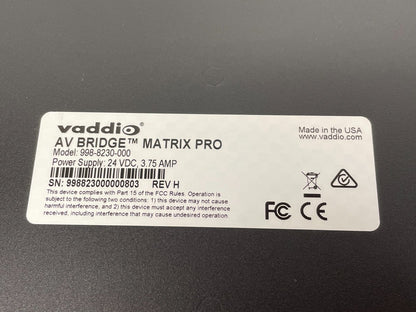 vaddio®
Made in the USA
www.vaddio.com
AV BRIDGE™ MATRIX PRO
Model: 998-8230-000
Power Supply: 24 VDC, 3.75 AMP
SN: 998823000000803 REV H
This device complies with Part 15 of the FCC Rules. Operation is
subject to the following conditions: 1) this device may not cause
harmful interference, and 2) this device must accept any interference
received, including interference that may cause undesired operation.
FC CE